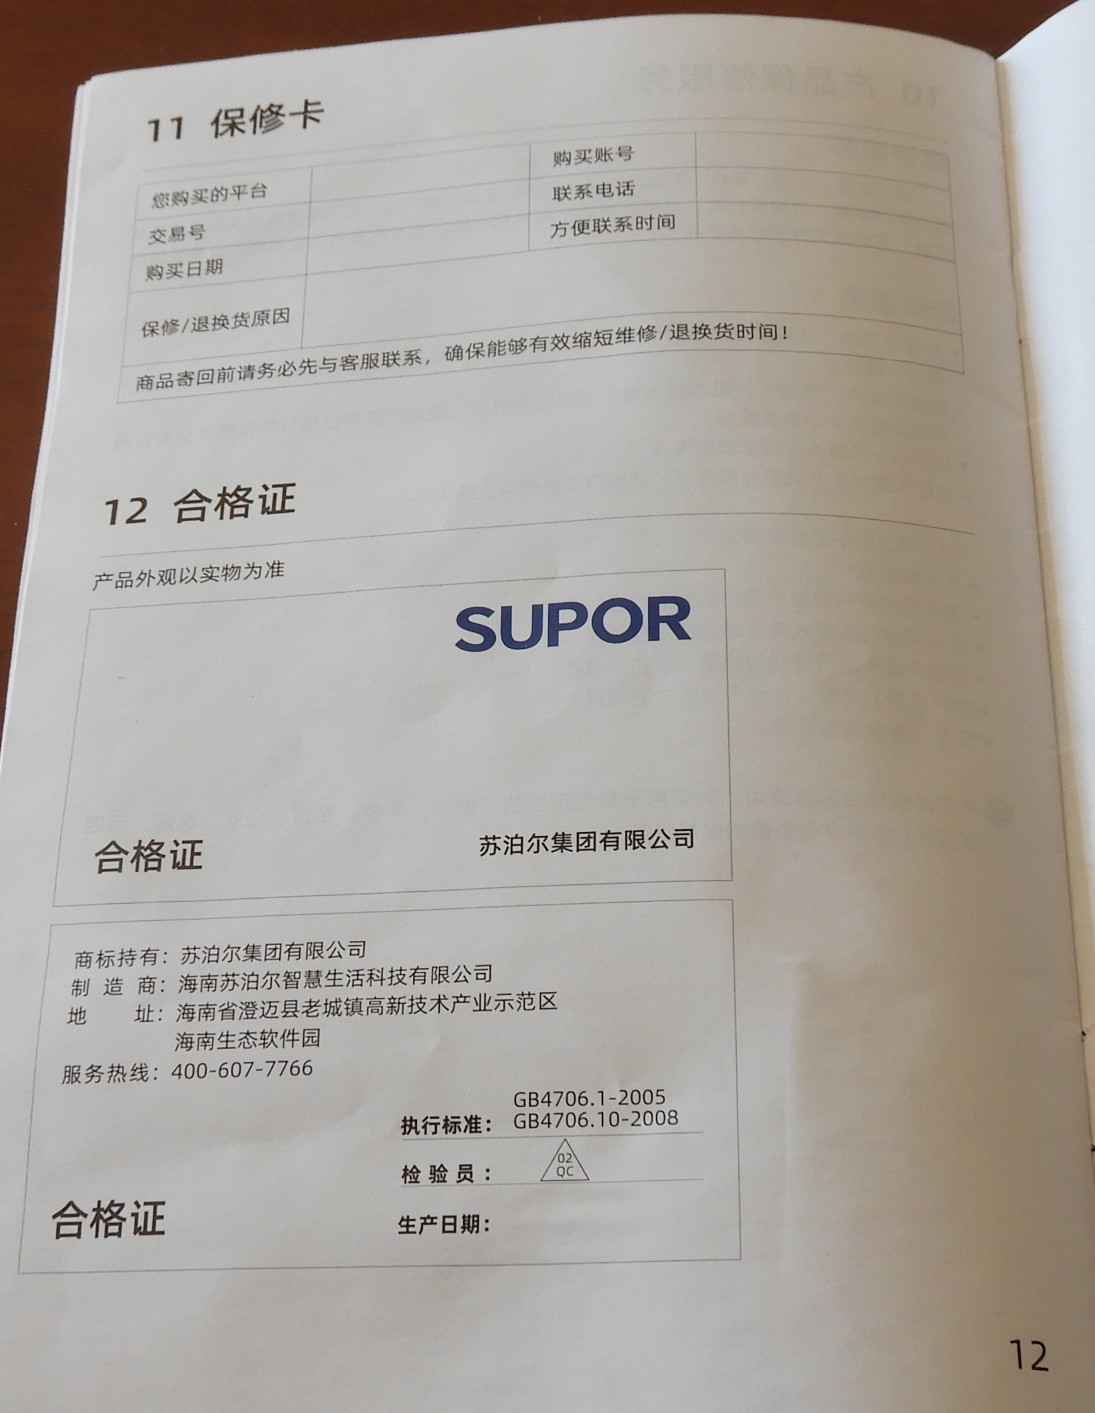 11 保修卡
您购买的平台 购买账号
交易号 联系电话
购买日期 方便联系时间
保修/退换货原因
商品寄回前请务必先与客服联系，确保能够有效缩短维修/退换货时间！
12 合格证
产品外观以实物为准
SUPOR
合格证 苏泊尔集团有限公司
商标持有：苏泊尔集团有限公司
制造商：海南苏泊尔智慧生活科技有限公司
地址：海南省澄迈县老城镇高新技术产业示范区
海南生态软件园
服务热线：400-607-7766
GB4706.1-2005
执行标准：GB4706.10-2008
检验员：02
QC
合格证 生产日期：
12